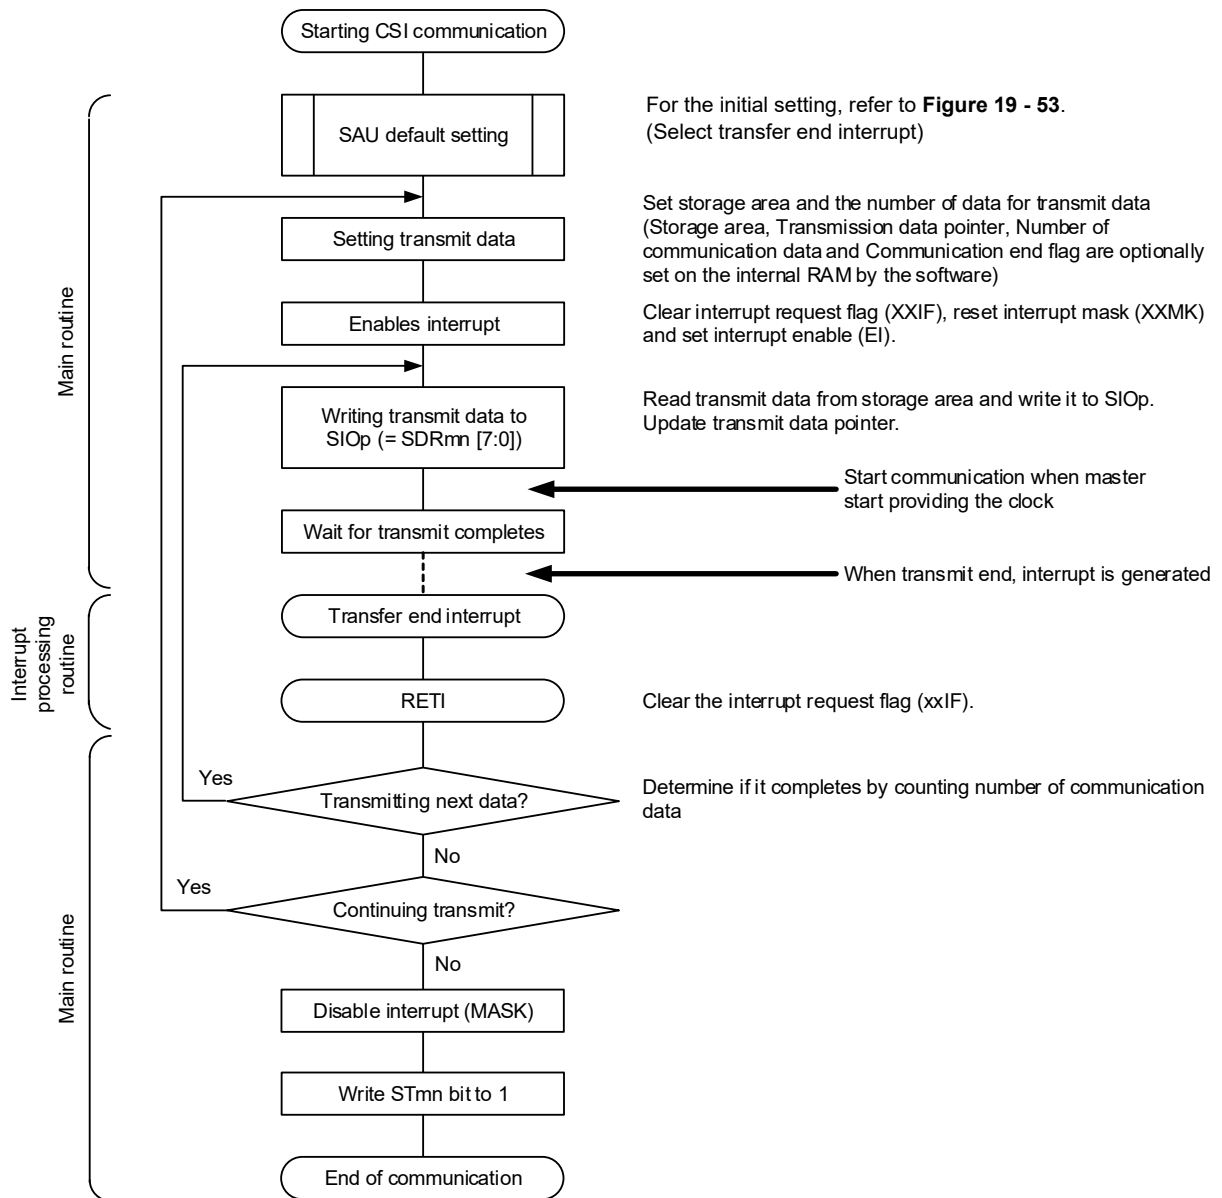 Starting CSI communication
Main routine
SAU default setting
For the initial setting, refer to Figure 19 - 53.
(Select transfer end interrupt)
Setting transmit data
Set storage area and the number of data for transmit data
(Storage area, Transmission data pointer, Number of
communication data and Communication end flag are optionally
set on the internal RAM by the software)
Enables interrupt
Clear interrupt request flag (XXIF), reset interrupt mask (XXMK)
and set interrupt enable (EI).
Writing transmit data to
SIOp (= SDRmn [7:0])
Read transmit data from storage area and write it to SIOp.
Update transmit data pointer.
Start communication when master
start providing the clock
Wait for transmit completes
When transmit end, interrupt is generated
Interrupt
processing
routine
Transfer end interrupt
RETI
Clear the interrupt request flag (xxIF).
Main routine
Yes
Transmitting next data?
Determine if it completes by counting number of communication
data
No
Yes
Continuing transmit?
No
Disable interrupt (MASK)
Write STmn bit to 1
End of communication